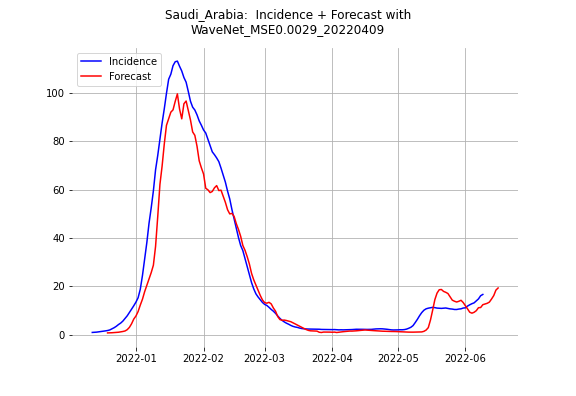 Saudi_Arabia:  Incidence + Forecast with
WaveNet_MSE0.0029_20220409
Incidence
Forecast
100
80
60
40
20
0
2022-01 2022-02 2022-03 2022-04 2022-05 2022-06